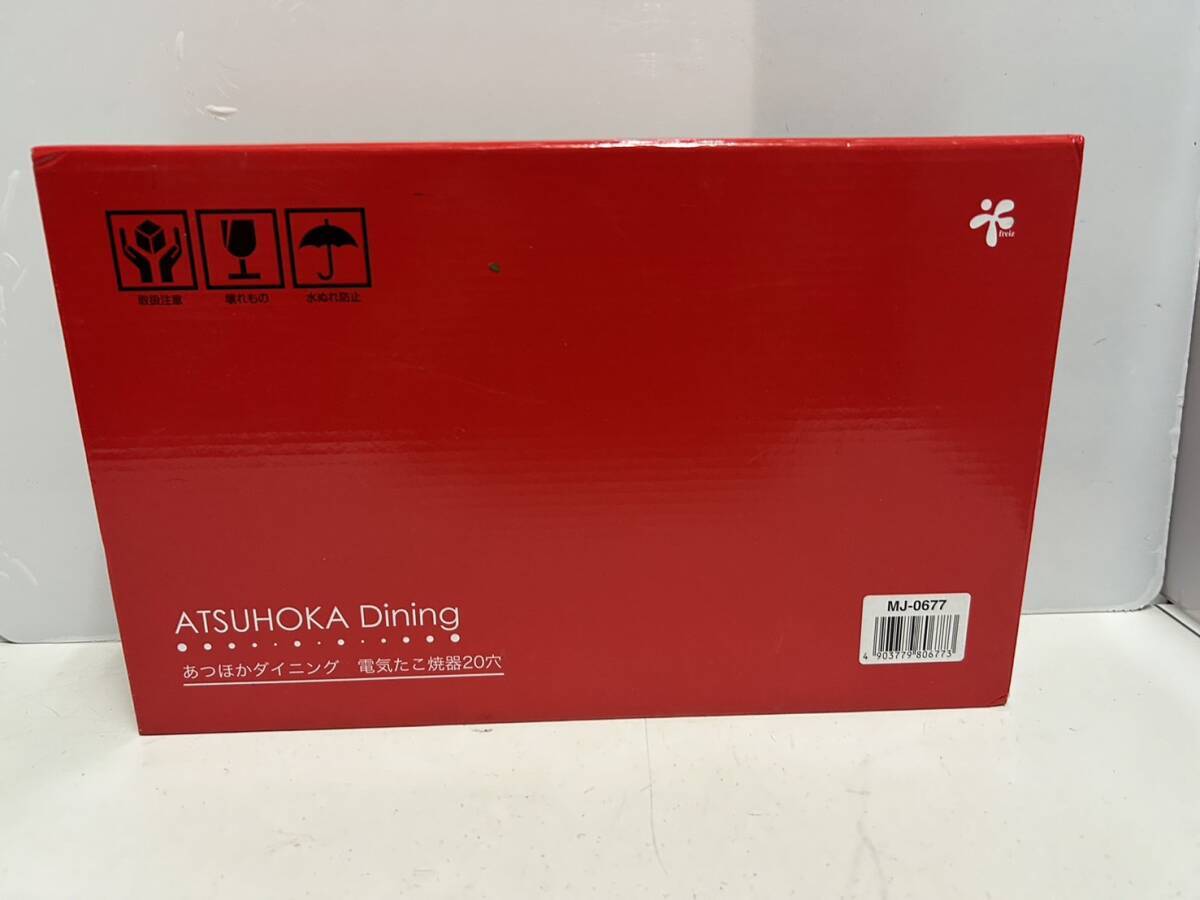 取扱注意 壊れもの 水ぬれ防止
freiz
ATSUHOKA Dining
あつほかダイニング 電気たこ焼器20穴
MJ-0677
4 903779 806773